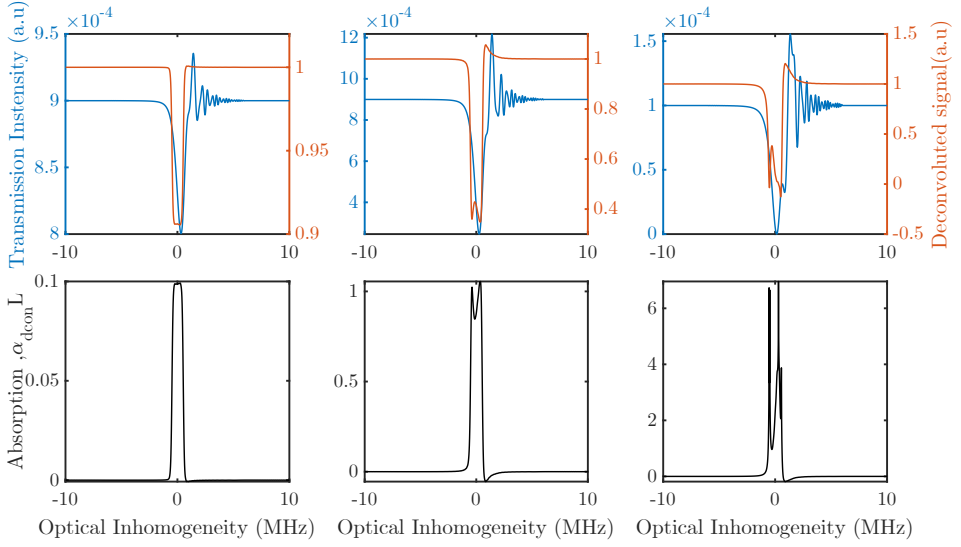 ×10⁻⁴ ×10⁻⁴ ×10⁻⁴
9.5 12 1.5 1.5
Transmission Instensity (a.u)
9 8.5 8
1 0.95 0.9
10 8 6 4
1 0.8 0.6 0.4
1 0.5 0
1 0.5 0 -0.5
Deconvoluted signal(a.u)
-10 0 10 -10 0 10 -10 0 10
Absorption ,α_dcon L
0.1 0.05 0
1 0.5 0
6 4 2 0
-10 0 10 -10 0 10 -10 0 10
Optical Inhomogeneity (MHz) Optical Inhomogeneity (MHz) Optical Inhomogeneity (MHz)